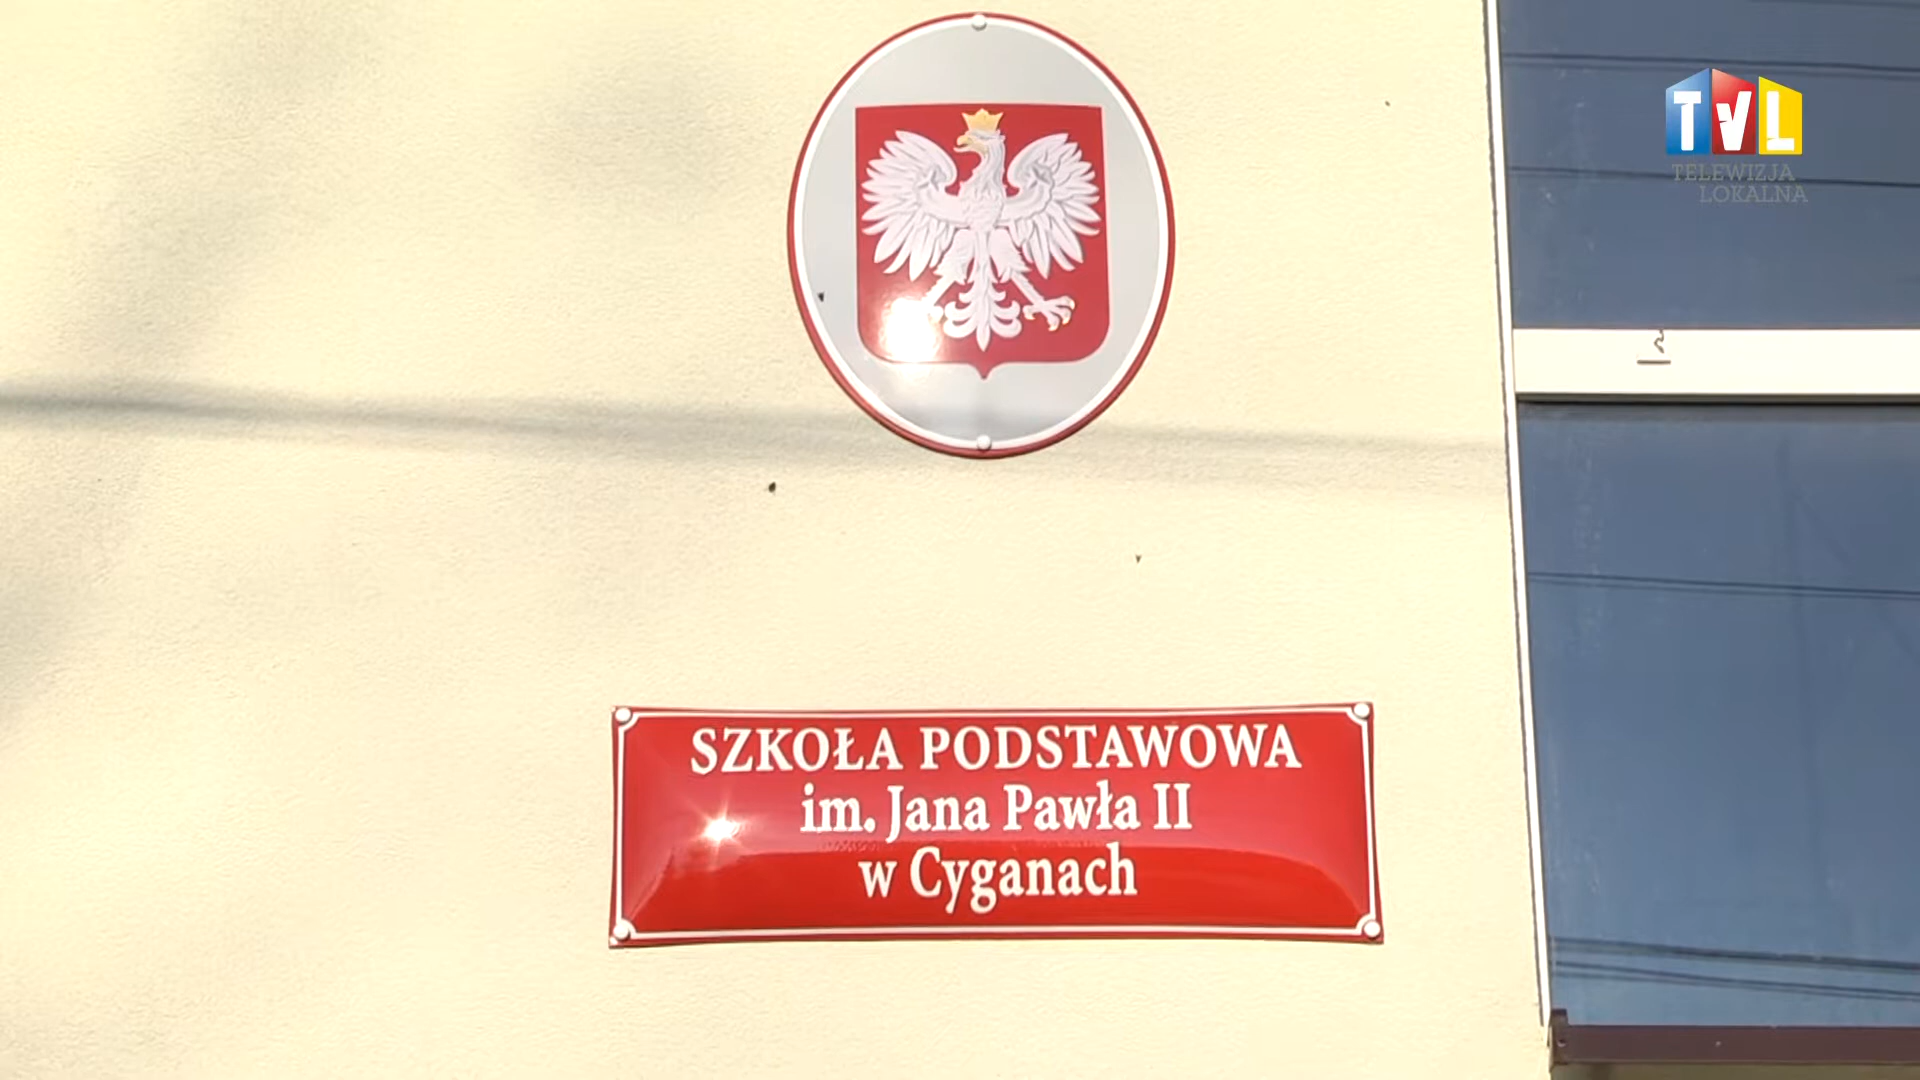 TVL
TELEWIZJA
LOKALNA
SZKOŁA PODSTAWOWA
im. Jana Pawła II
w Cyganach